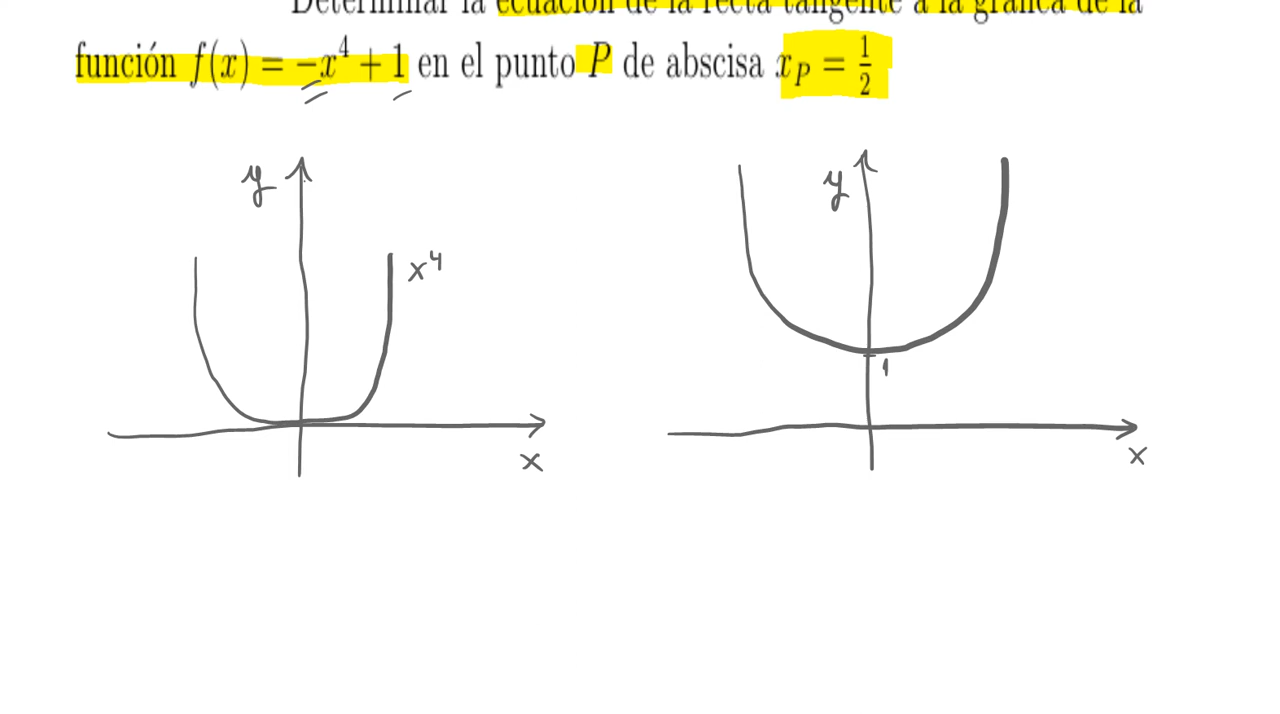 Determinar la ecuación de la recta tangente a la gráfica de la
función f(x) = −x⁴ + 1 en el punto P de abscisa x_P = 1/2
y
x⁴
x
y
1
x